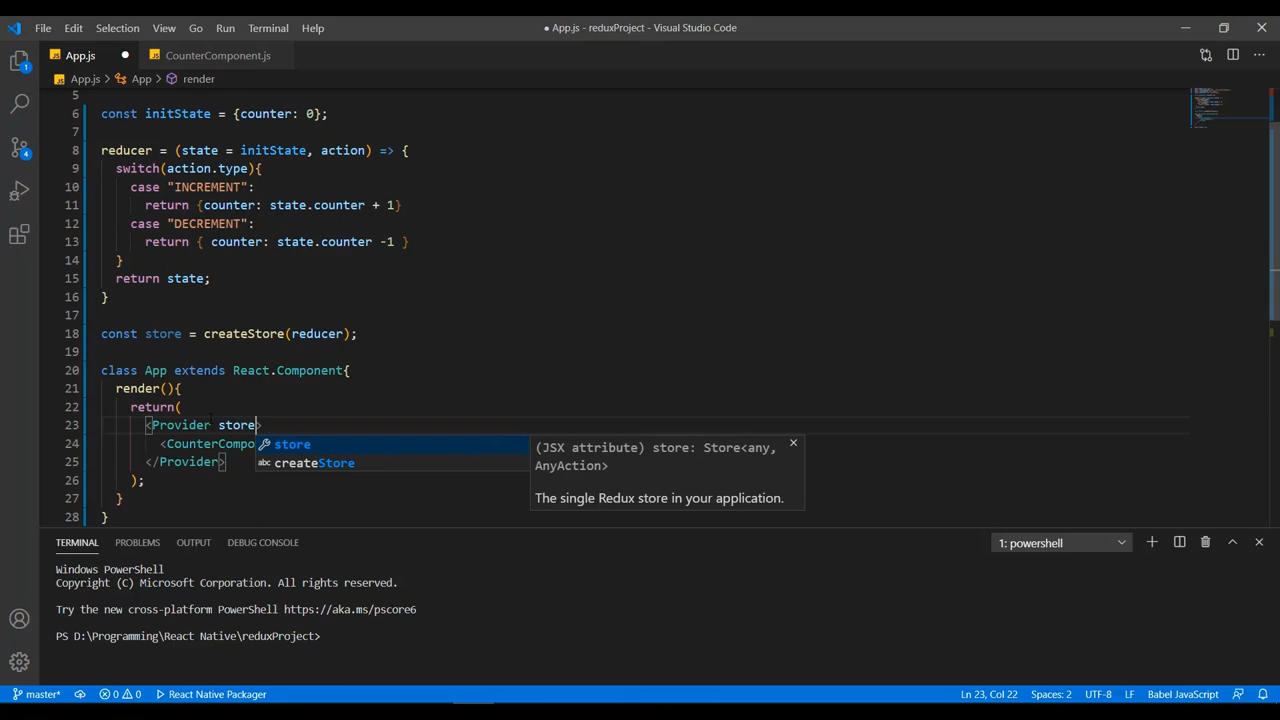 File Edit Selection View Go Run Terminal Help
● App.js - reduxProject - Visual Studio Code
JS App.js ●
JS CounterComponent.js
JS App.js > App > render
5
6 const initState = {counter: 0};
7
8 reducer = (state = initState, action) => {
9 switch(action.type){
10 case "INCREMENT":
11 return {counter: state.counter + 1}
12 case "DECREMENT":
13 return { counter: state.counter -1 }
14 }
15 return state;
16 }
17
18 const store = createStore(reducer);
19
20 class App extends React.Component{
21 render(){
22 return(
23 <Provider store>
24 <CounterCompo
25 </Provider>
26 );
27 }
28 }
store
abc createStore
(JSX attribute) store: Store<any,
AnyAction>
The single Redux store in your application.
1
4
TERMINAL PROBLEMS OUTPUT DEBUG CONSOLE
1: powershell
Windows PowerShell
Copyright (C) Microsoft Corporation. All rights reserved.
Try the new cross-platform PowerShell https://aka.ms/pscore6
PS D:\Programming\React Native\reduxProject>
master* 0 0 React Native Packager
Ln 23, Col 22 Spaces: 2 UTF-8 LF Babel JavaScript